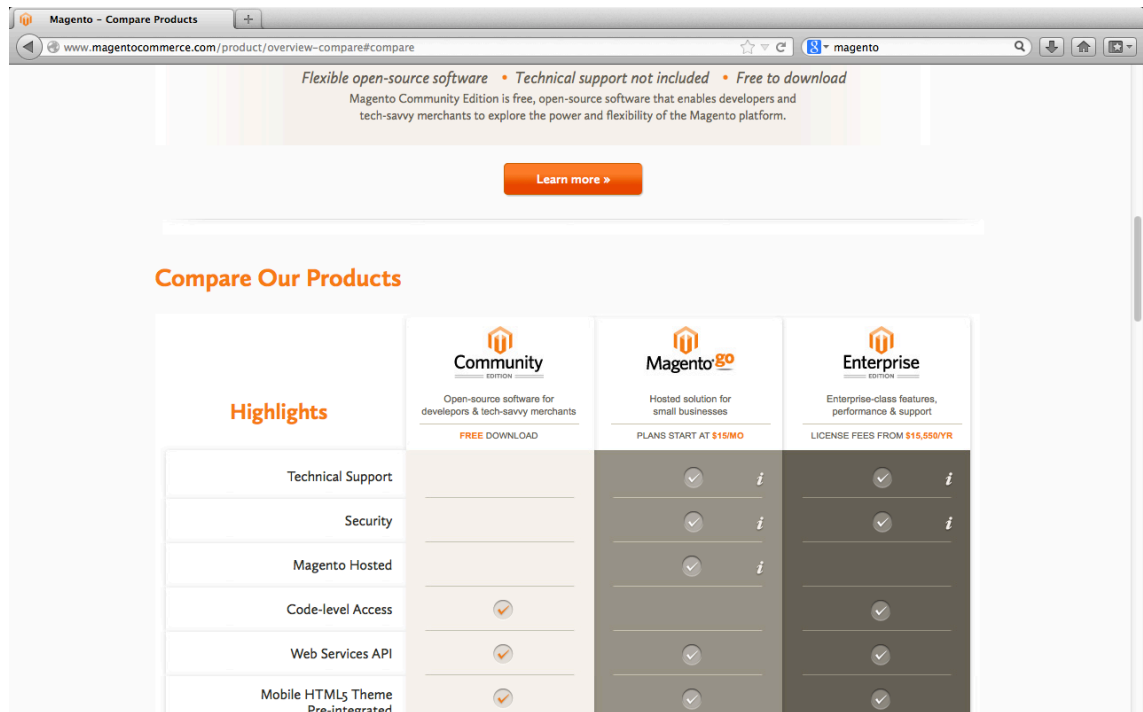 Magento - Compare Products
www.magentocommerce.com/product/overview-compare#compare
magento
Flexible open-source software • Technical support not included • Free to download
Magento Community Edition is free, open-source software that enables developers and
tech-savvy merchants to explore the power and flexibility of the Magento platform.
Learn more »
Compare Our Products
Highlights
Community
EDITION
Open-source software for
develepors & tech-savvy merchants
FREE DOWNLOAD
Magento go
Hosted solution for
small businesses
PLANS START AT $15/MO
Enterprise
EDITION
Enterprise-class features,
performance & support
LICENSE FEES FROM $15,550/YR
Technical Support
i
i
Security
i
i
Magento Hosted
i
Code-level Access
Web Services API
Mobile HTML5 Theme
Pre-integrated